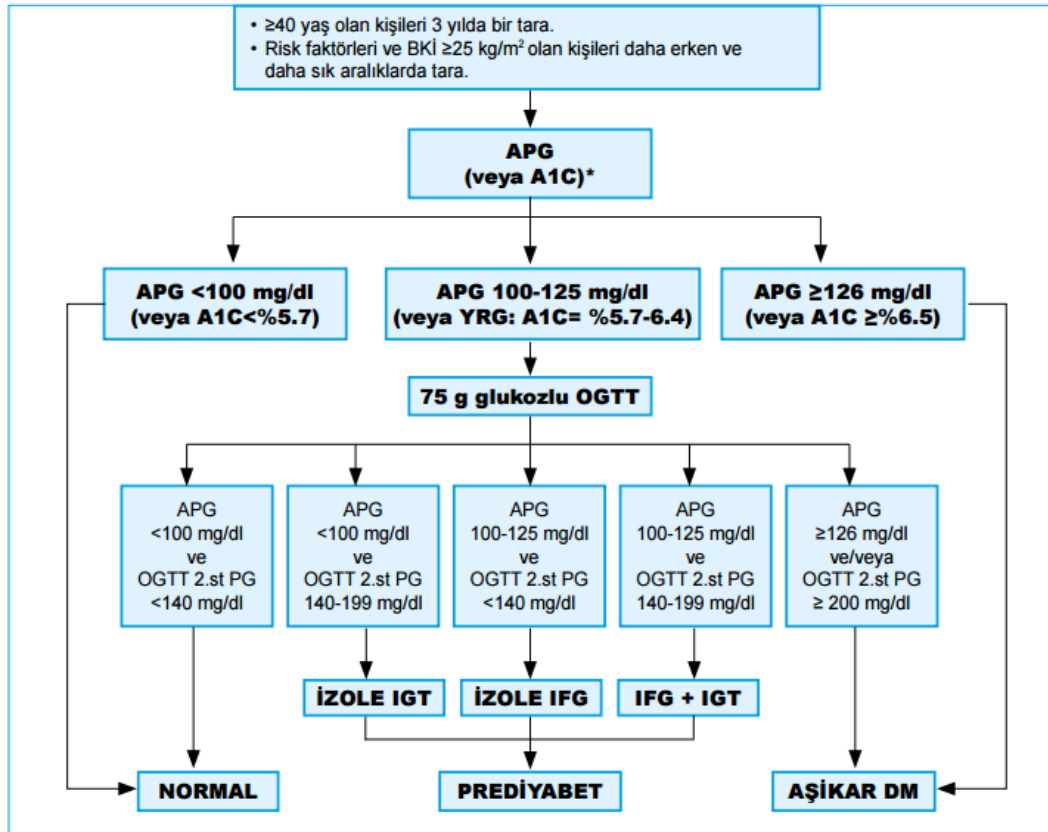 • ≥40 yaş olan kişileri 3 yılda bir tara.
• Risk faktörleri ve BKİ ≥25 kg/m² olan kişileri daha erken ve
daha sık aralıklarda tara.
APG
(veya A1C)*
APG <100 mg/dl
(veya A1C<%5.7)
APG 100-125 mg/dl
(veya YRG: A1C= %5.7-6.4)
APG ≥126 mg/dl
(veya A1C ≥%6.5)
75 g glukozlu OGTT
APG
<100 mg/dl
ve
OGTT 2.st PG
<140 mg/dl
APG
<100 mg/dl
ve
OGTT 2.st PG
140-199 mg/dl
APG
100-125 mg/dl
ve
OGTT 2.st PG
<140 mg/dl
APG
100-125 mg/dl
ve
OGTT 2.st PG
140-199 mg/dl
APG
≥126 mg/dl
ve/veya
OGTT 2.st PG
≥ 200 mg/dl
İZOLE IGT
İZOLE IFG
IFG + IGT
NORMAL
PREDİYABET
AŞİKAR DM